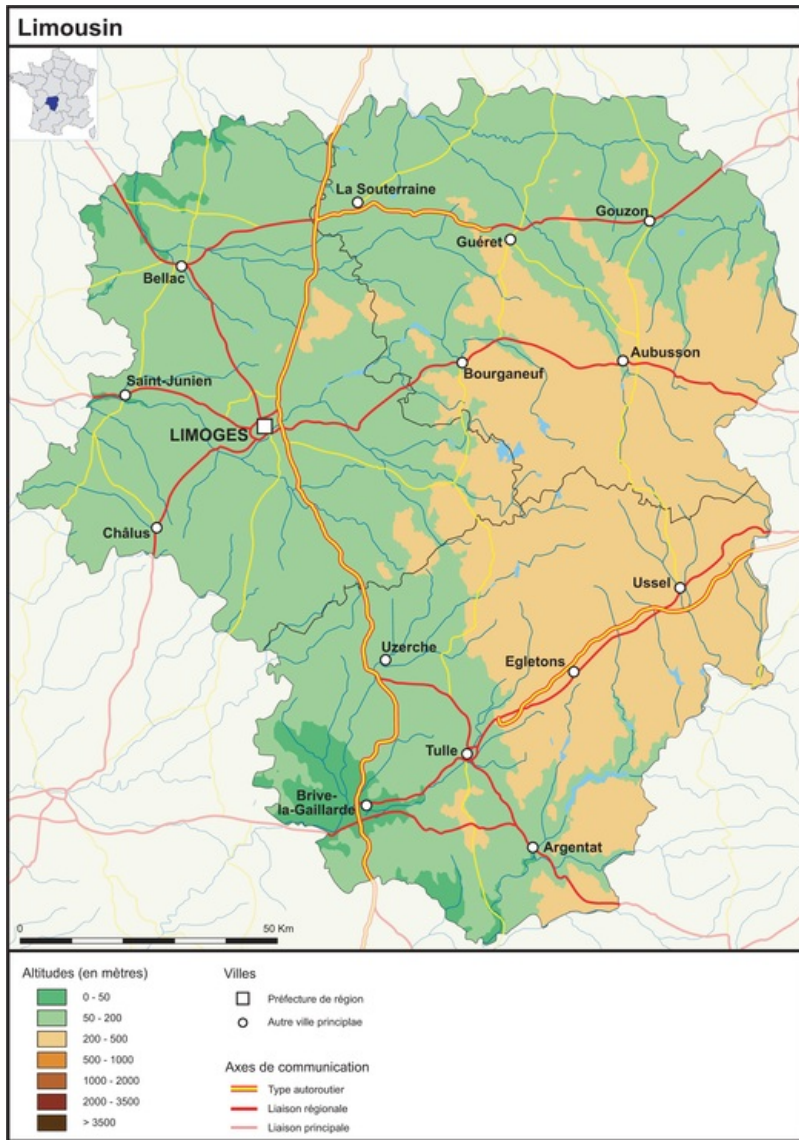 Limousin
La Souterraine
Gouzon
Guéret
Bellac
Aubusson
Bourganeuf
Saint-Junien
LIMOGES
Châlus
Ussel
Uzerche
Egletons
Tulle
Brive-
la-Gaillarde
Argentat
0 50 Km
Altitudes (en mètres)
0 - 50
50 - 200
200 - 500
500 - 1000
1000 - 2000
2000 - 3500
> 3500
Villes
Préfecture de région
Autre ville principlae
Axes de communication
Type autoroutier
Liaison régionale
Liaison principale